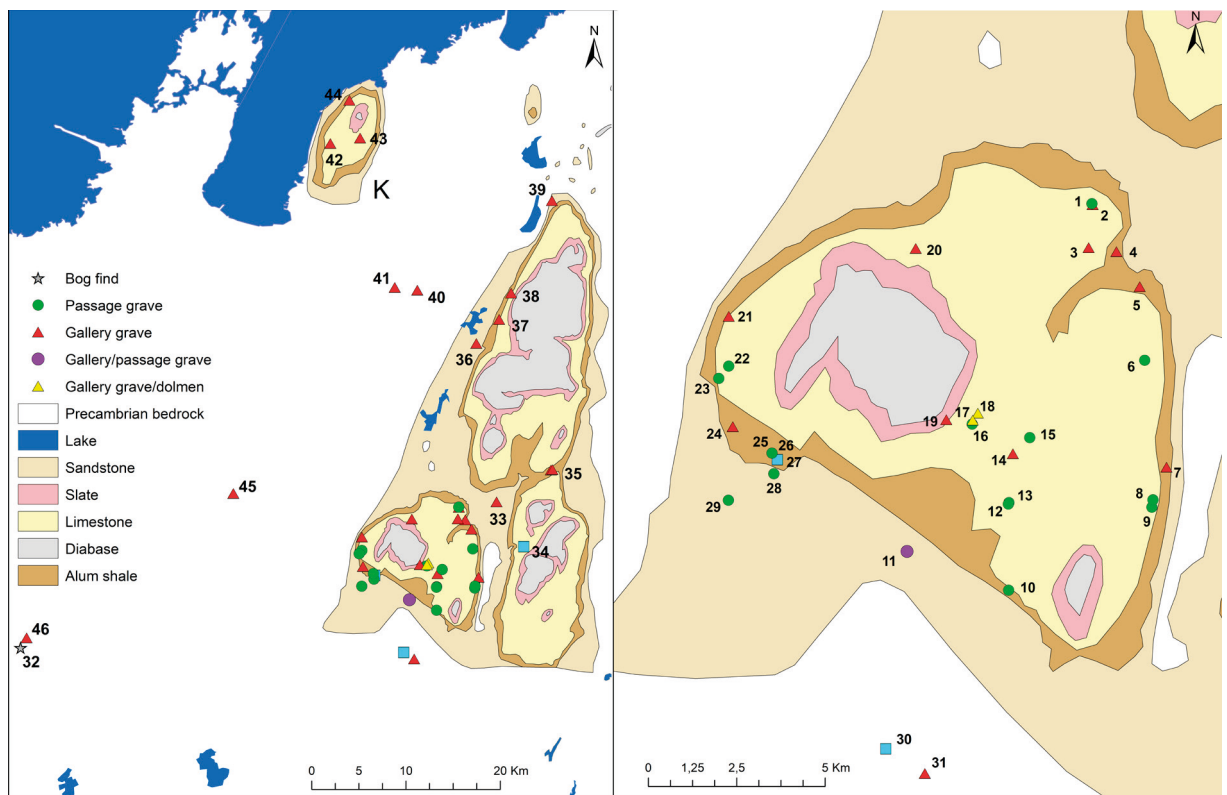 N
44
43
42
K
39
41
40
38
37
36
35
33
34
45
46
32
Bog find
Passage grave
Gallery grave
Gallery/passage grave
Gallery grave/dolmen
Precambrian bedrock
Lake
Sandstone
Slate
Limestone
Diabase
Alum shale
0 5 10 20 Km
N
1
2
3
4
20
5
21
22
6
23
18
17
19
16
24
15
25
26
14
27
7
28
13
8
29
12
9
11
10
30
31
0 1,25 2,5 5 Km